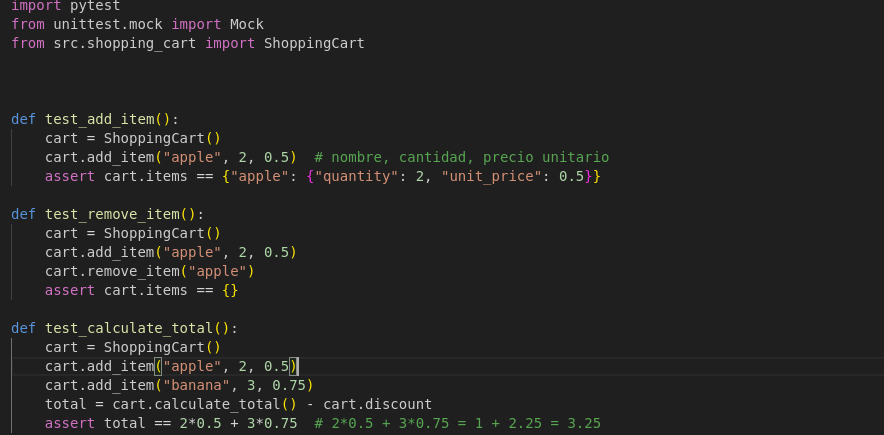 import pytest
from unittest.mock import Mock
from src.shopping_cart import ShoppingCart
def test_add_item():
    cart = ShoppingCart()
    cart.add_item("apple", 2, 0.5)  # nombre, cantidad, precio unitario
    assert cart.items == {"apple": {"quantity": 2, "unit_price": 0.5}}
def test_remove_item():
    cart = ShoppingCart()
    cart.add_item("apple", 2, 0.5)
    cart.remove_item("apple")
    assert cart.items == {}
def test_calculate_total():
    cart = ShoppingCart()
    cart.add_item("apple", 2, 0.5)
    cart.add_item("banana", 3, 0.75)
    total = cart.calculate_total() - cart.discount
    assert total == 2*0.5 + 3*0.75  # 2*0.5 + 3*0.75 = 1 + 2.25 = 3.25